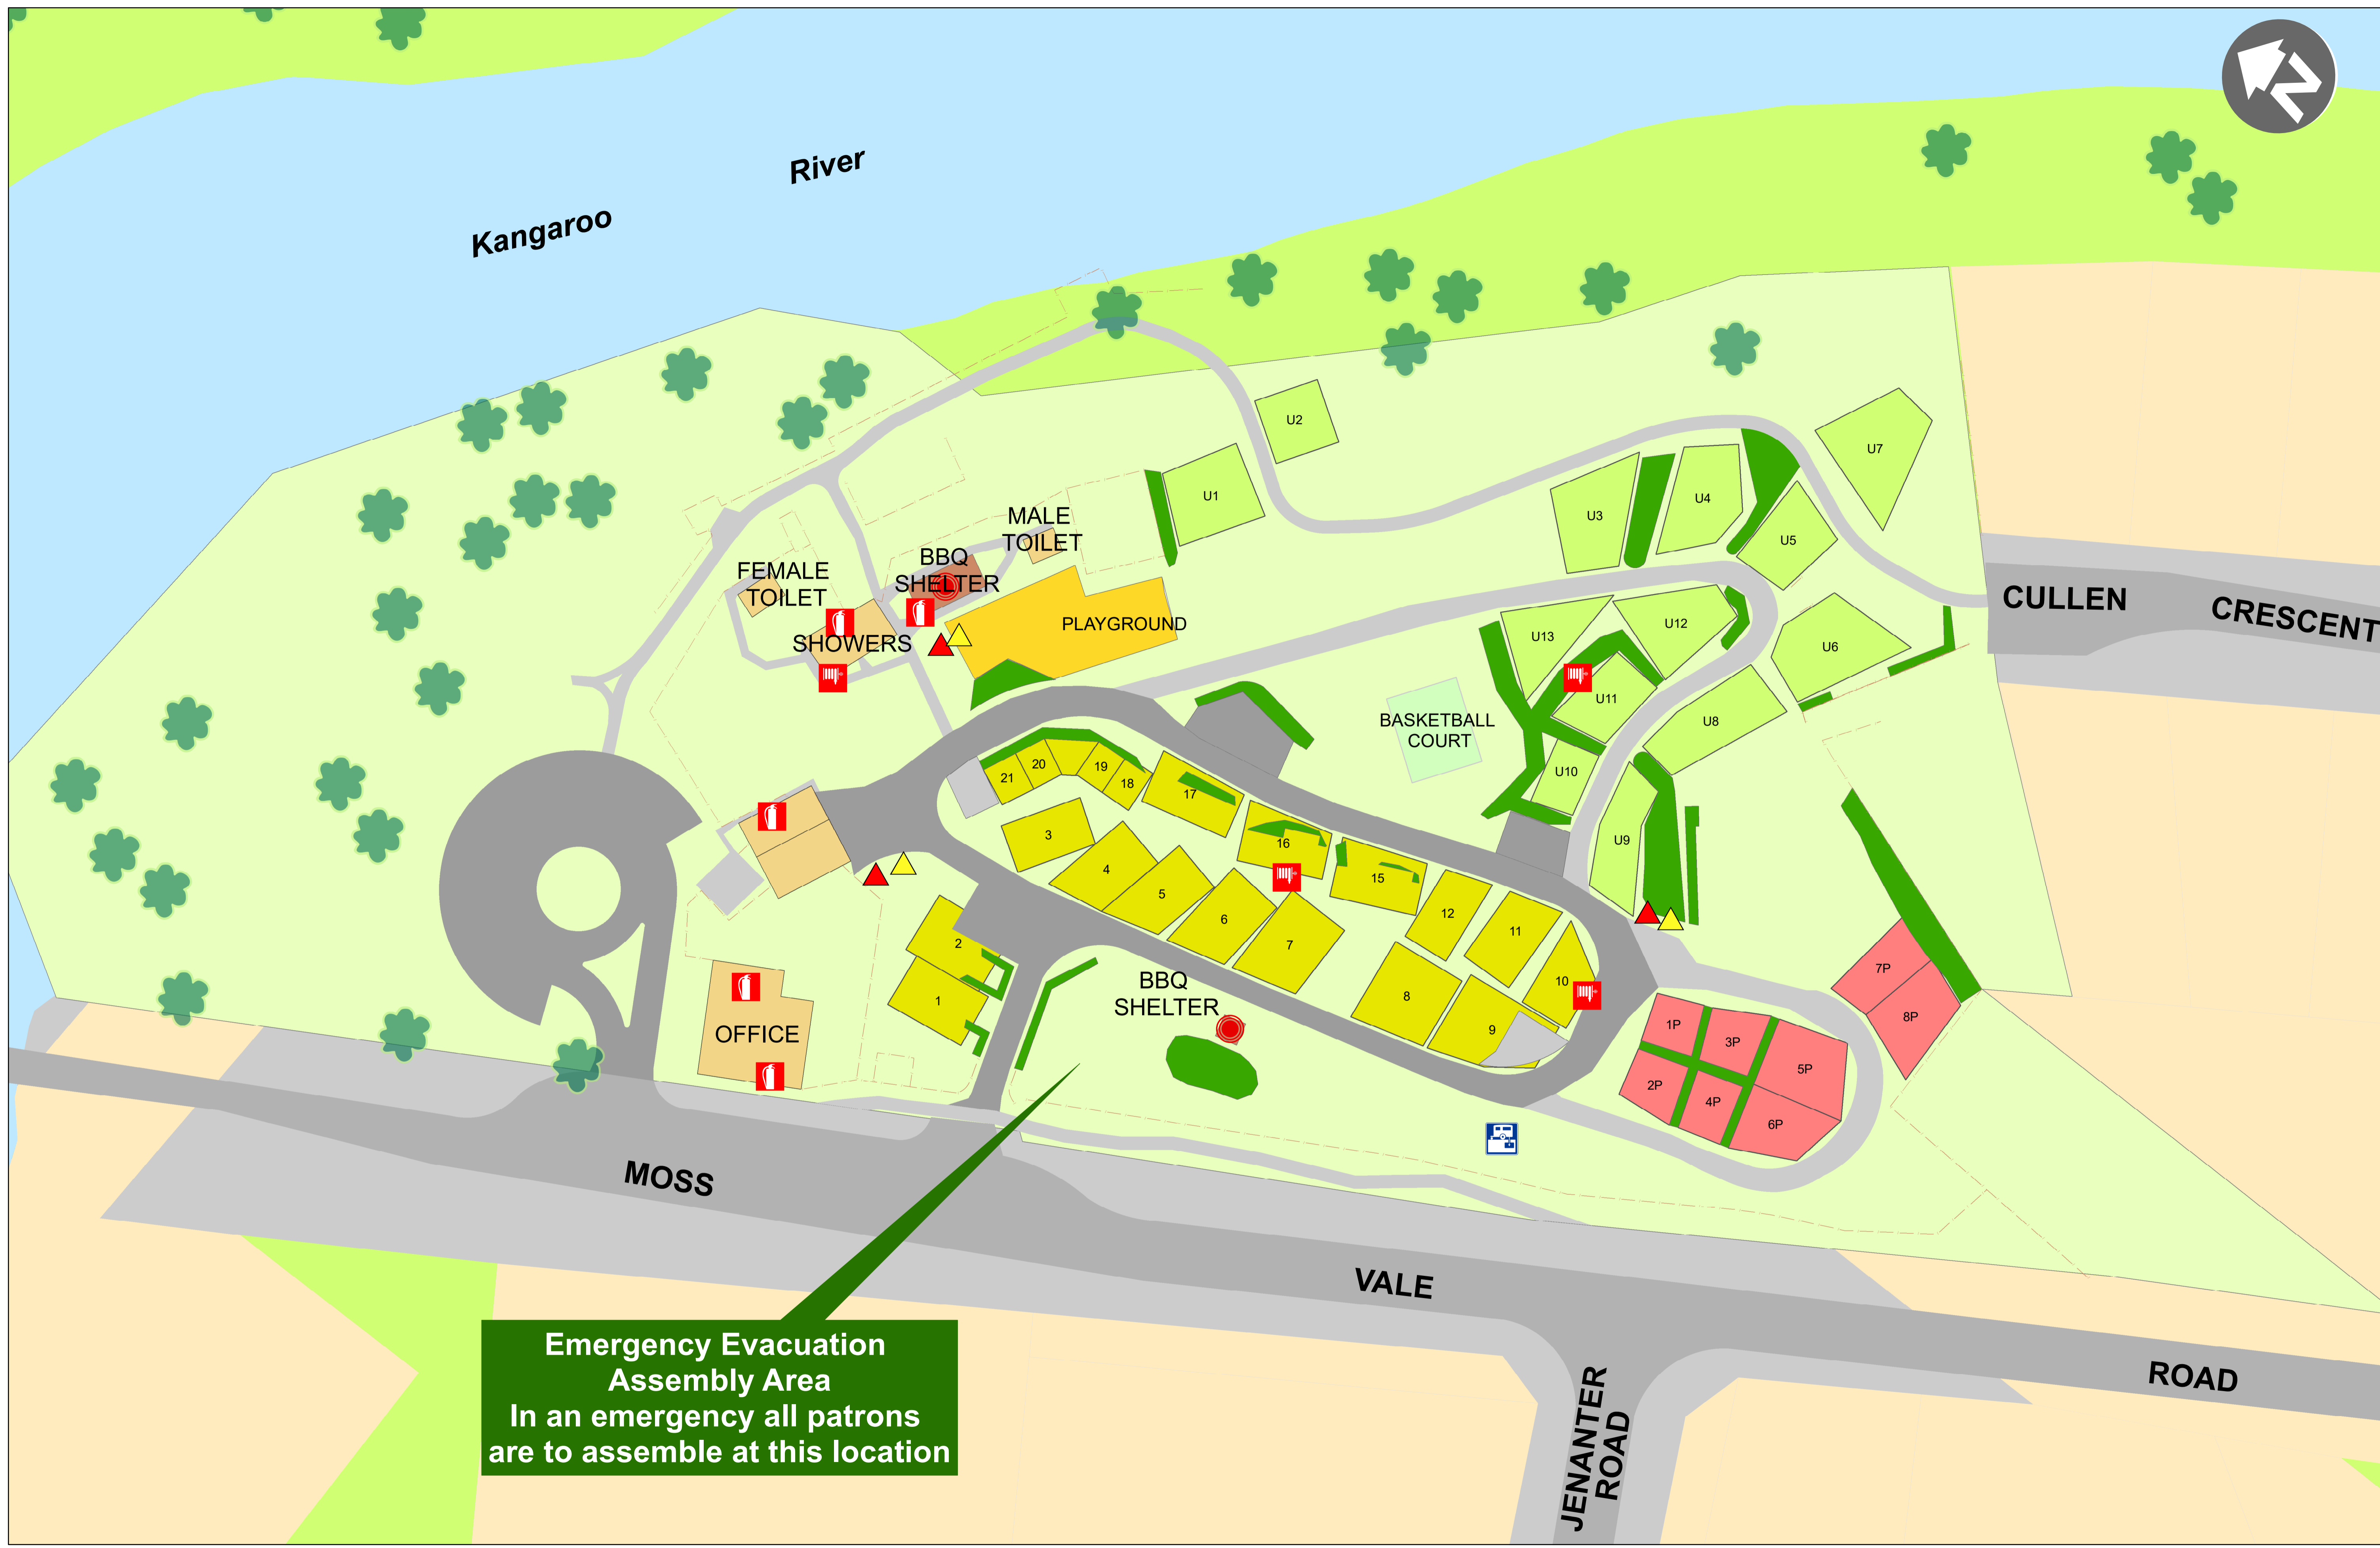 N
River
Kangaroo
U2
U7
U1
U4
U3
MALE
TOILET
U5
BBQ
SHELTER
FEMALE
TOILET
CULLEN
CRESCENT
PLAYGROUND
U12
U13
SHOWERS
U6
U11
BASKETBALL
COURT
U8
21
20
19
18
U10
17
3
16
U9
4
15
5
12
6
11
2
7
7P
10
8
1
BBQ
SHELTER
8P
1P
9
OFFICE
3P
5P
2P
4P
6P
MOSS
VALE
ROAD
JENANTER
ROAD
Emergency Evacuation
Assembly Area
In an emergency all patrons
are to assemble at this location